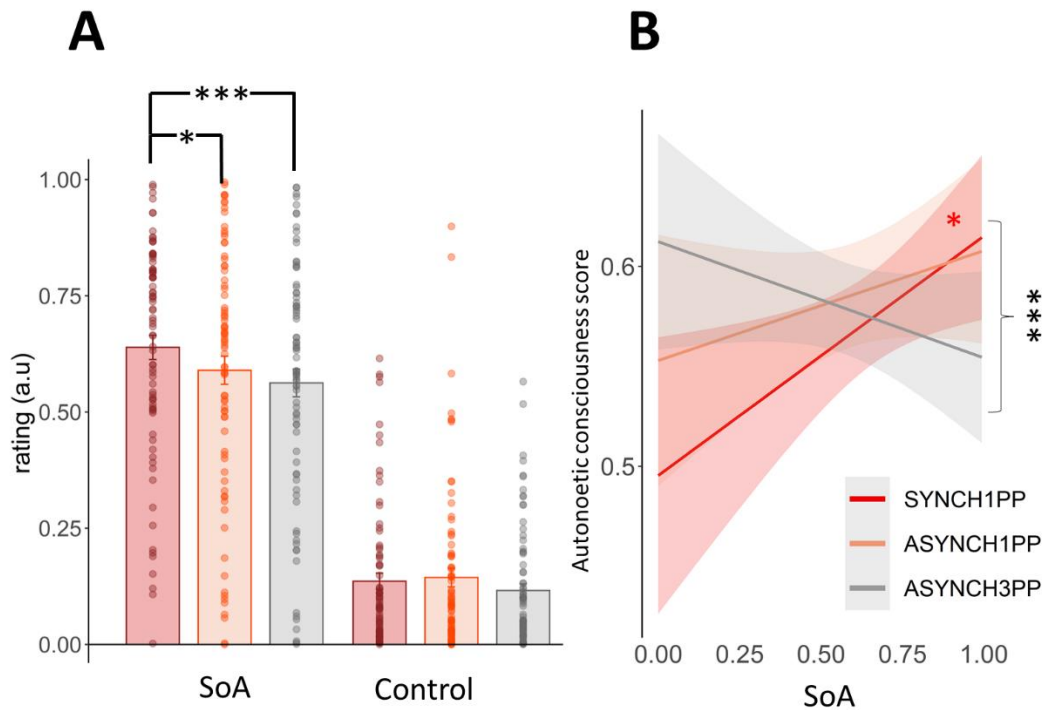 A
B
***
*
1.00
0.75
0.50
0.25
0.00
rating (a.u)
SoA
Control
Autonoetic consciousness score
0.6
0.5
*
***
SYNCH1PP
ASYNCH1PP
ASYNCH3PP
0.00 0.25 0.50 0.75 1.00
SoA